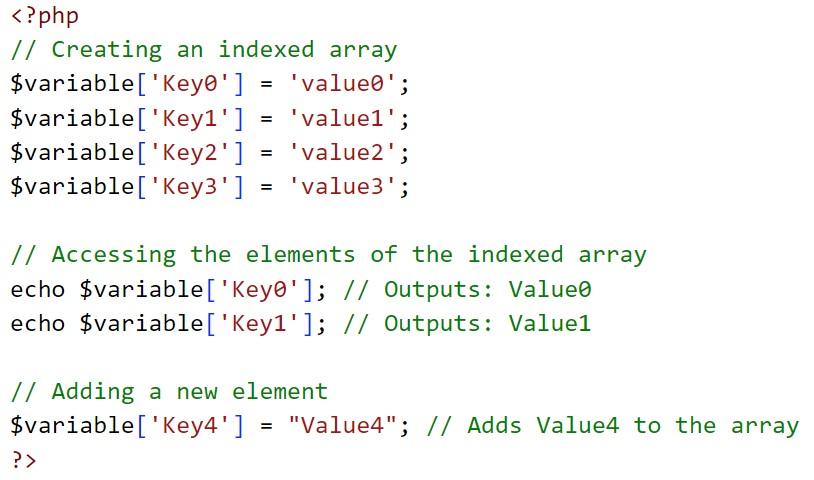 <?php
// Creating an indexed array
$variable['Key0'] = 'value0';
$variable['Key1'] = 'value1';
$variable['Key2'] = 'value2';
$variable['Key3'] = 'value3';
// Accessing the elements of the indexed array
echo $variable['Key0']; // Outputs: Value0
echo $variable['Key1']; // Outputs: Value1
// Adding a new element
$variable['Key4'] = "Value4"; // Adds Value4 to the array
?>